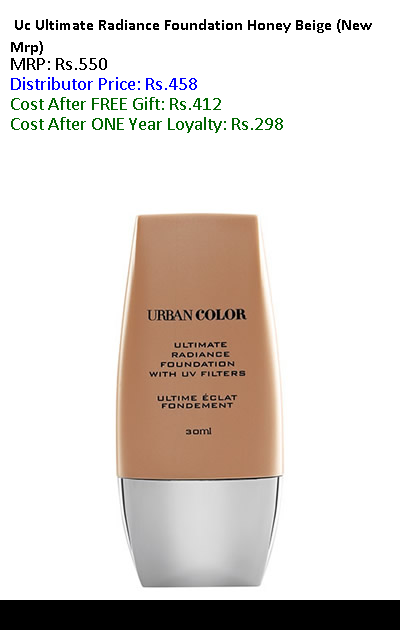 Uc Ultimate Radiance Foundation Honey Beige (New
Mrp)
MRP: Rs.550
Distributor Price: Rs.458
Cost After FREE Gift: Rs.412
Cost After ONE Year Loyalty: Rs.298
URBAN COLOR
ULTIMATE
RADIANCE
FOUNDATION
WITH UV FILTERS
ULTIME ÉCLAT
FONDEMENT
30ml